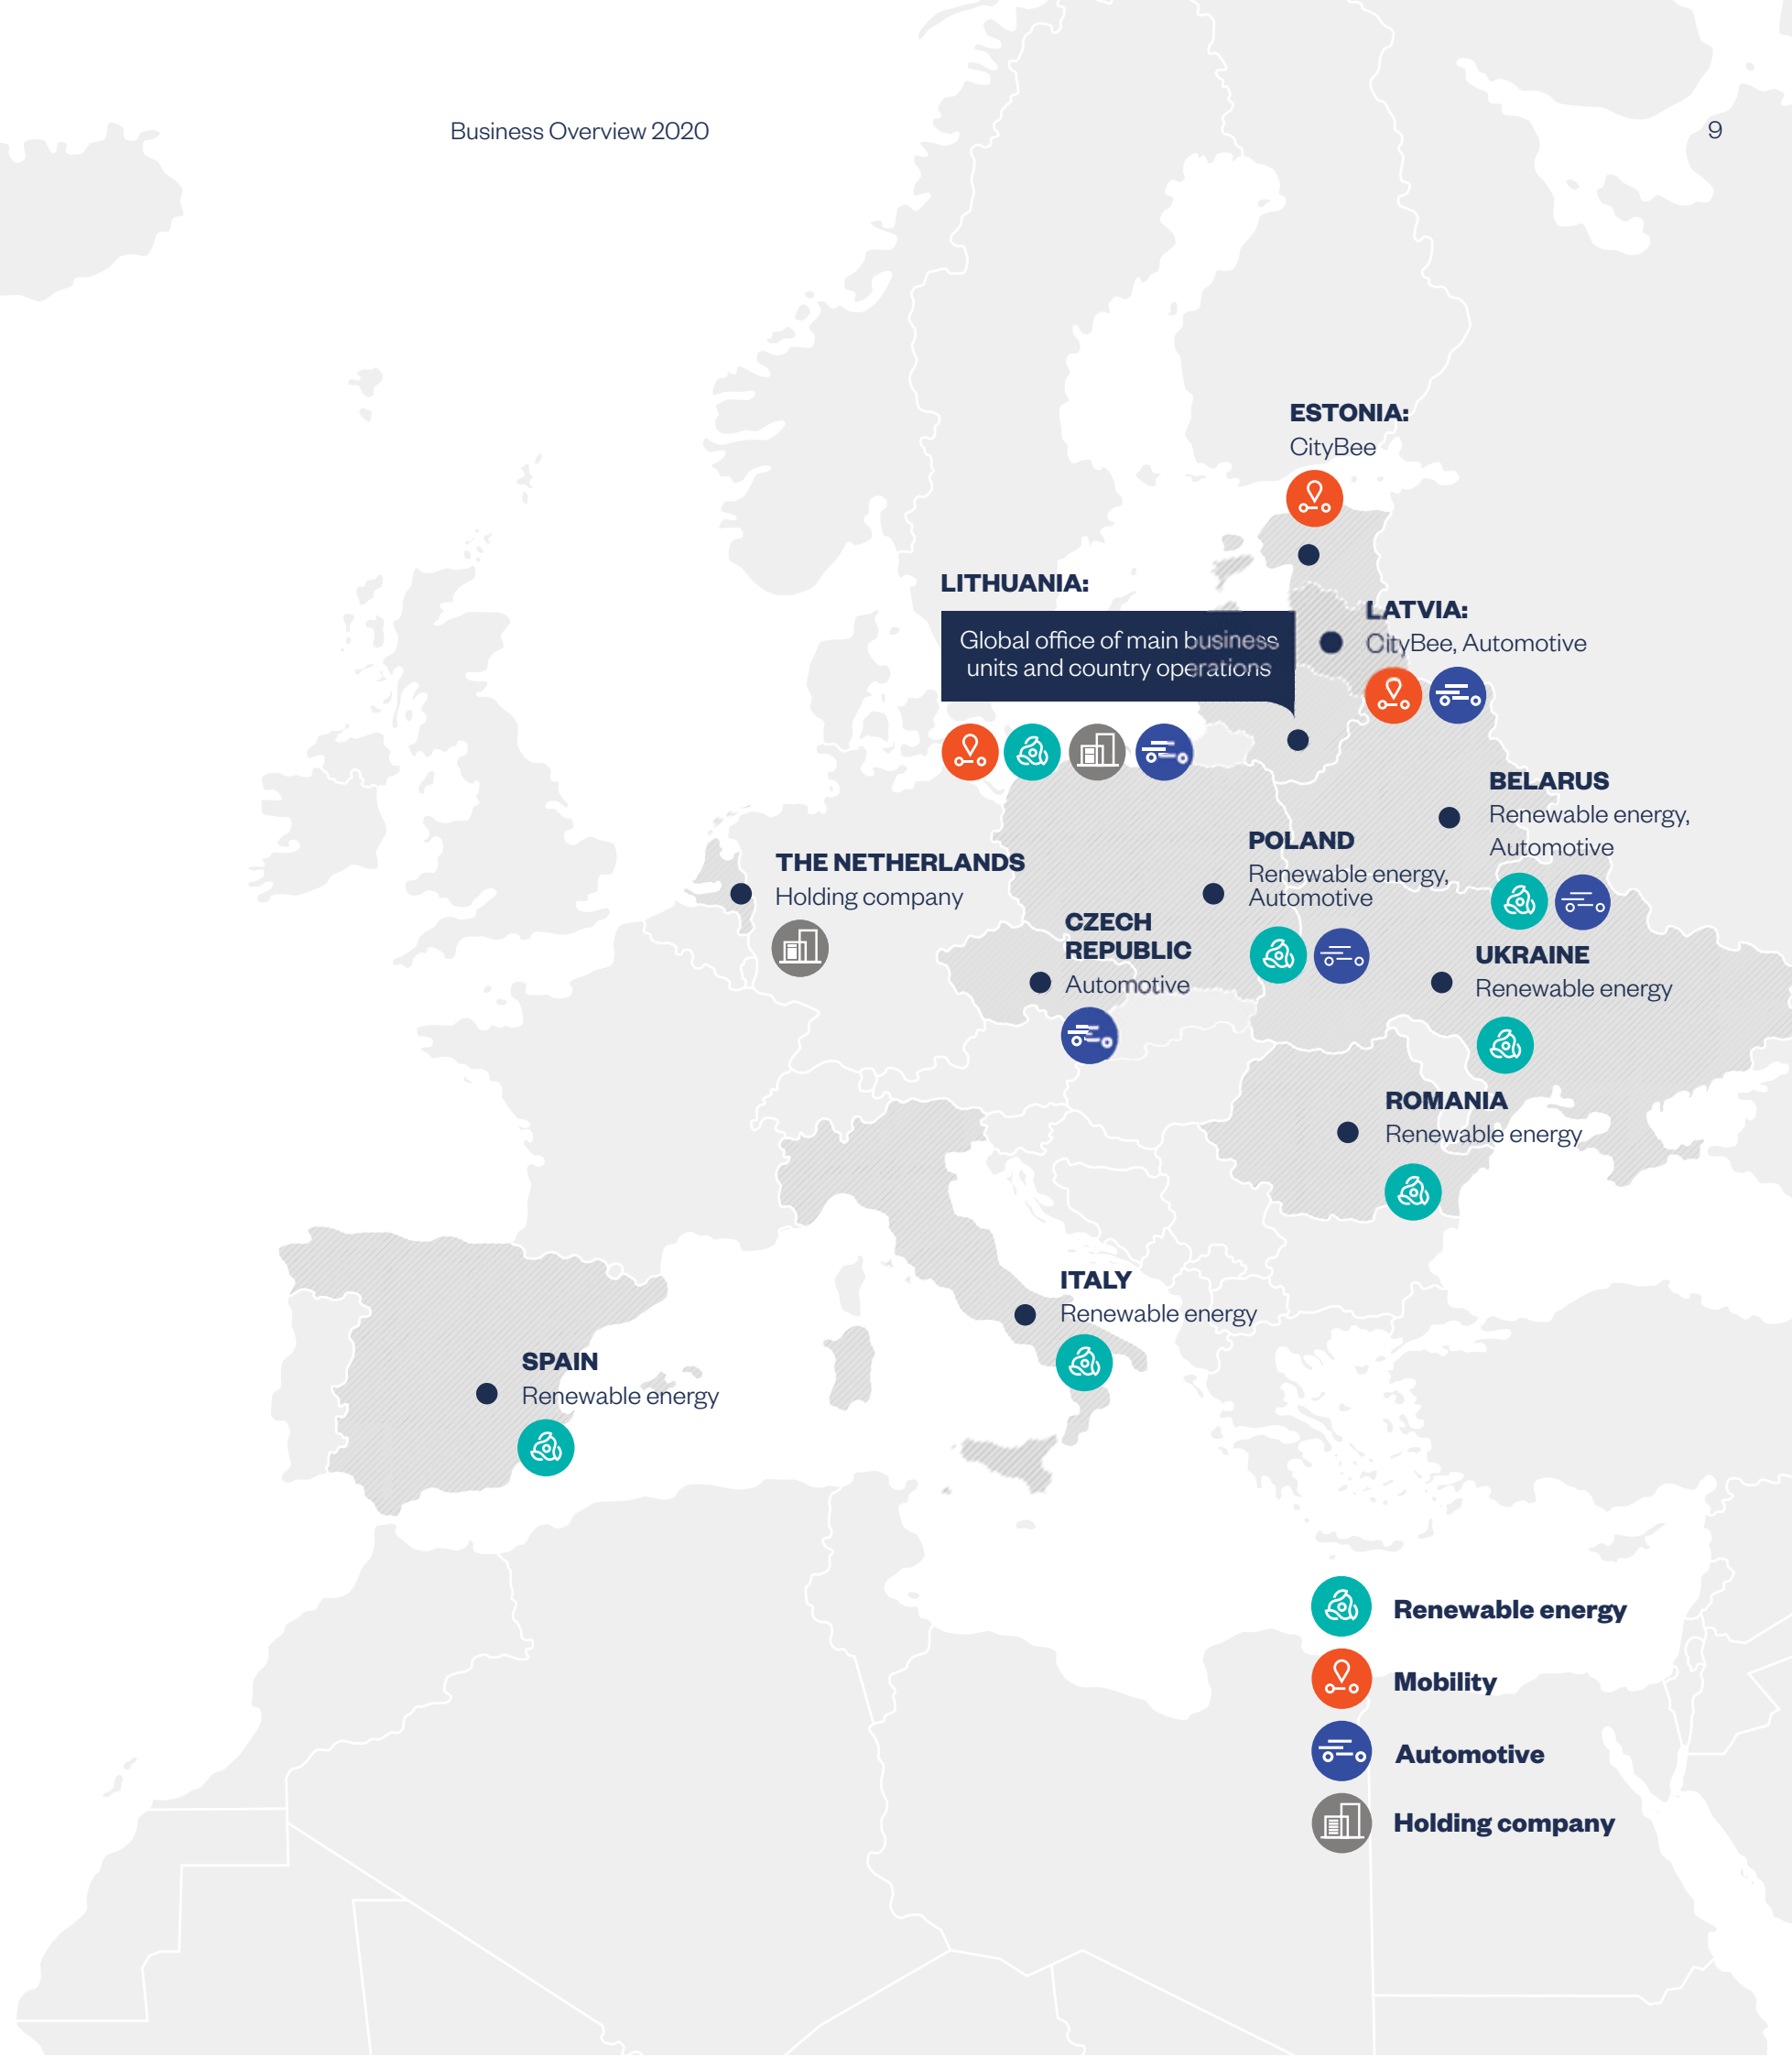 Business Overview 2020
9
ESTONIA:
CityBee
LITHUANIA:
Global office of main business
units and country operations
LATVIA:
CityBee, Automotive
BELARUS
Renewable energy,
Automotive
POLAND
Renewable energy,
Automotive
THE NETHERLANDS
Holding company
CZECH
REPUBLIC
Automotive
UKRAINE
Renewable energy
ROMANIA
Renewable energy
ITALY
Renewable energy
SPAIN
Renewable energy
Renewable energy
Mobility
Automotive
Holding company